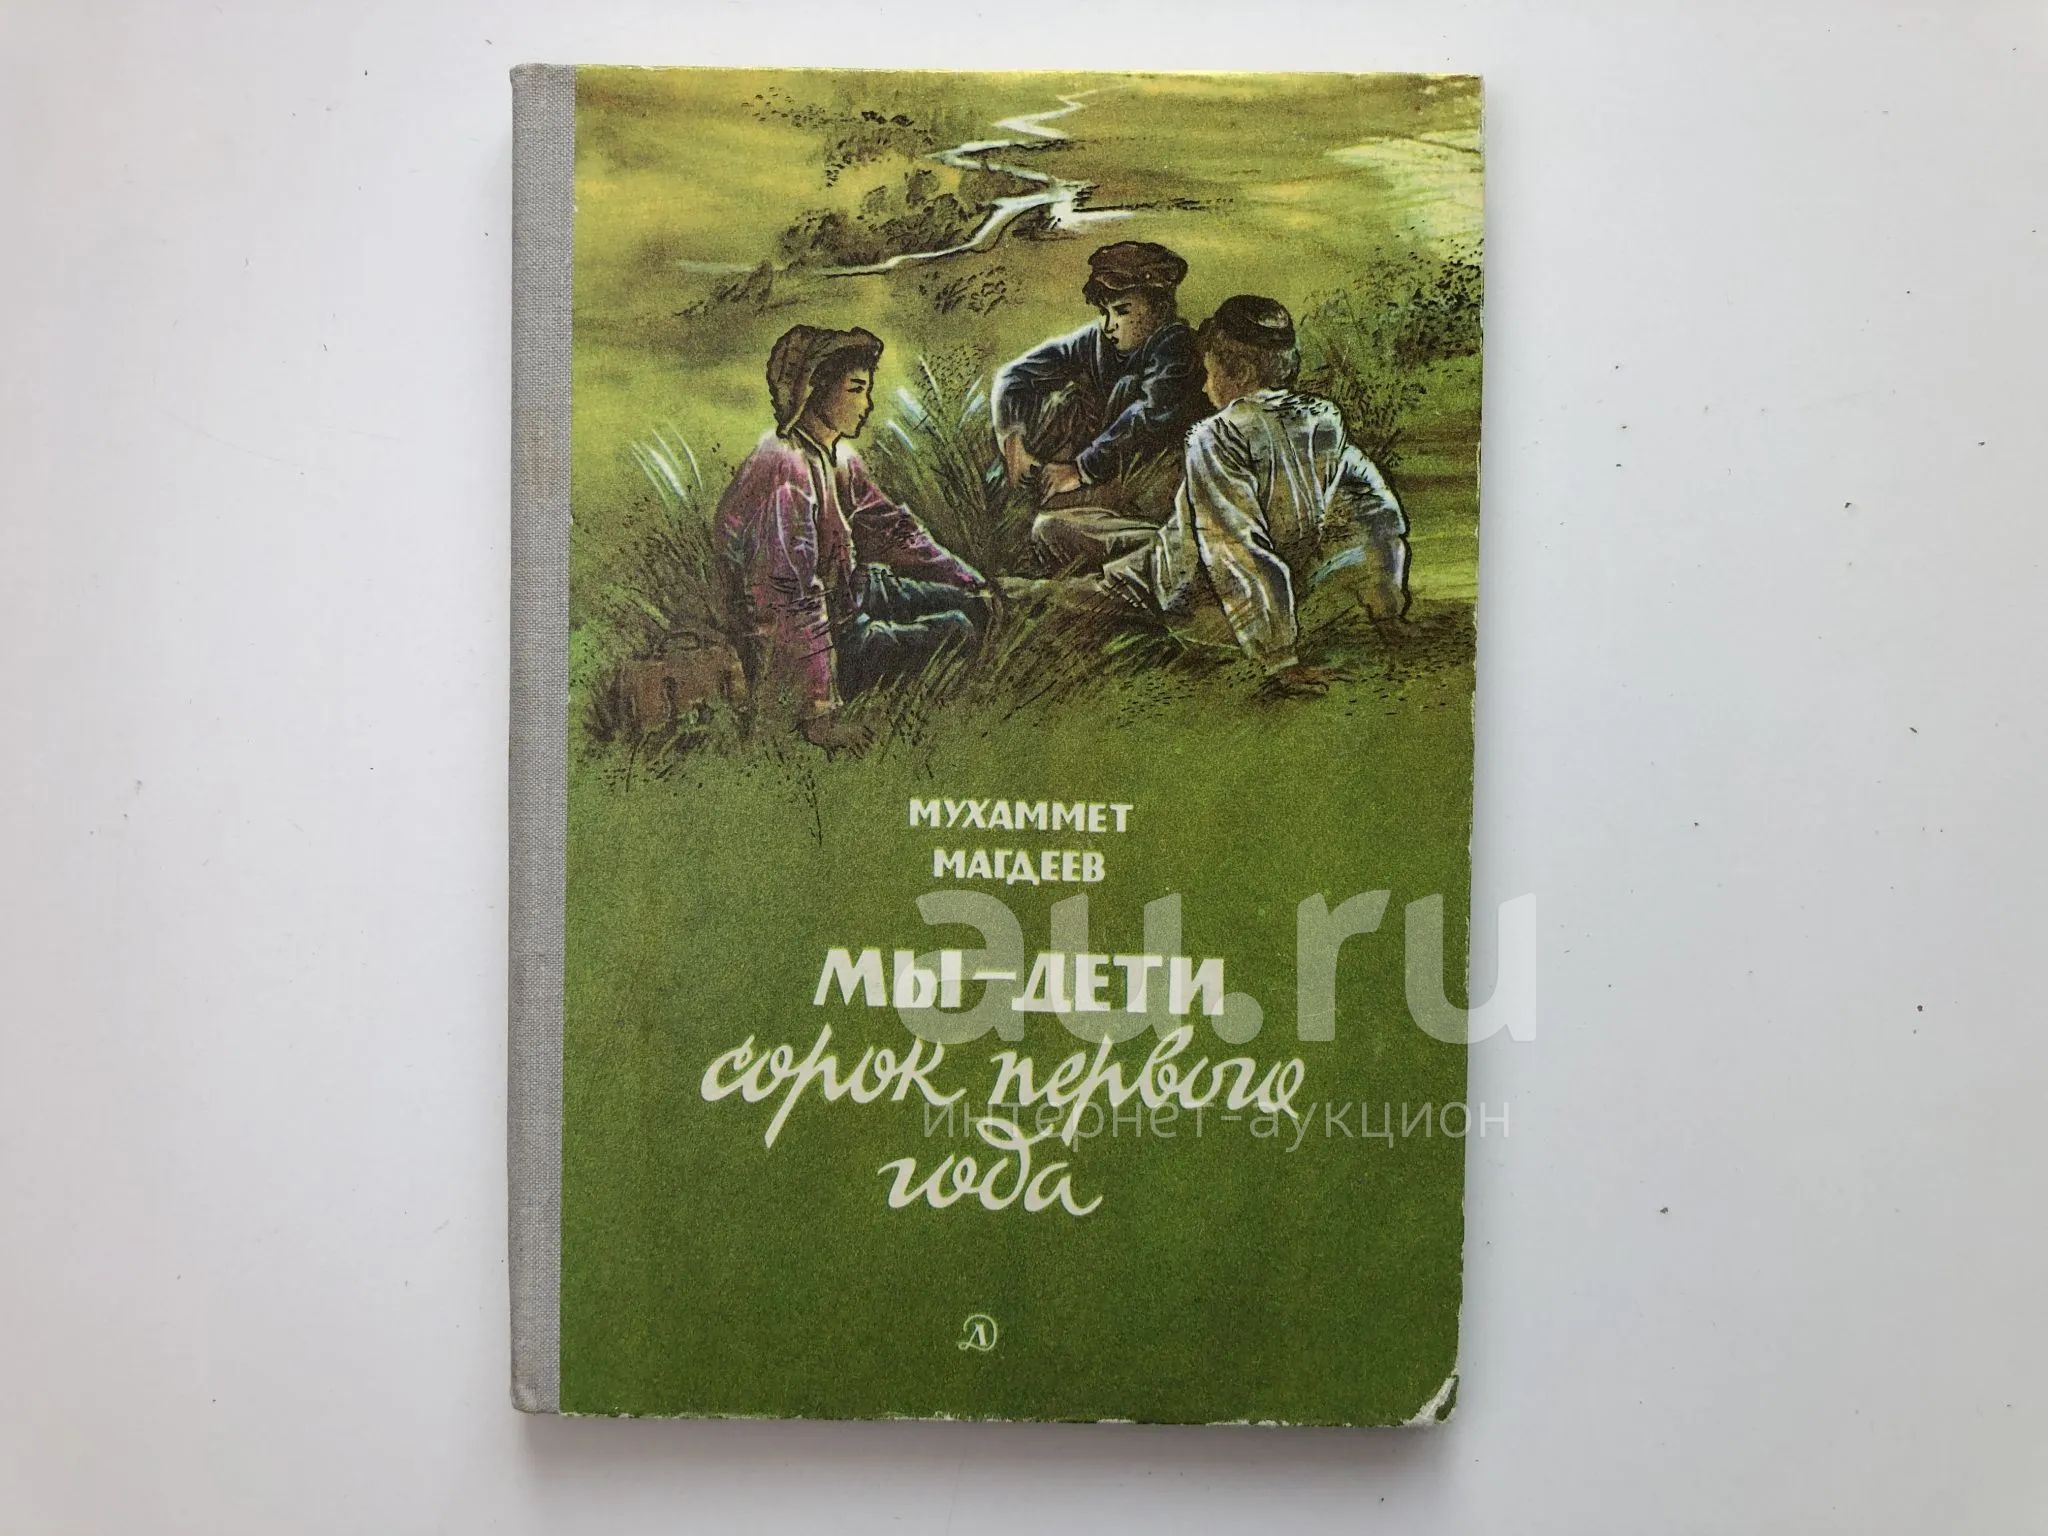 МУХАММЕТ
МАГДЕЕВ
au.ru
МЫ–ДЕТИ
сорок первого
интернет-аукцион
года
Д